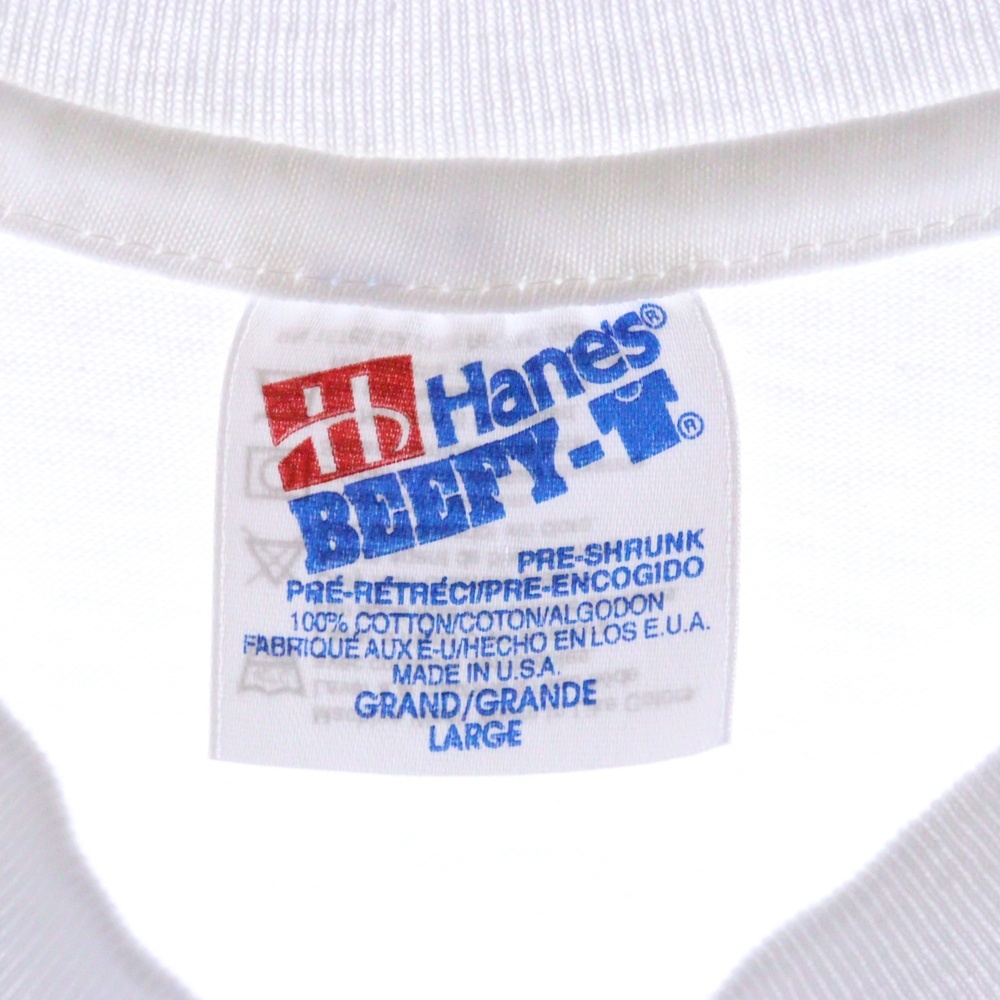 Hanes®
BEEFY-T®
PRE-SHRUNK
PRÉ-RÉTRÉCI/PRE-ENCOGIDO
100% COTTON/COTON/ALGODON
FABRIQUÉ AUX É-U/HECHO EN LOS E.U.A.
MADE IN U.S.A.
GRAND/GRANDE
LARGE